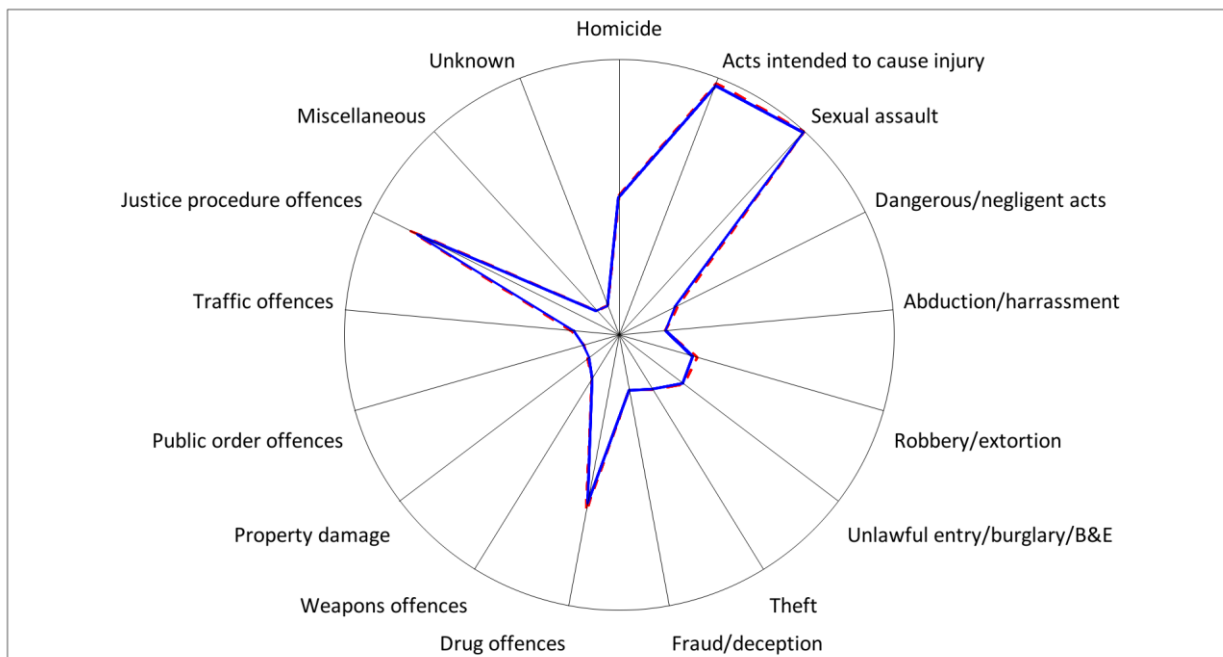 Homicide
Acts intended to cause injury
Sexual assault
Dangerous/negligent acts
Abduction/harrassment
Robbery/extortion
Unlawful entry/burglary/B&E
Theft
Fraud/deception
Drug offences
Weapons offences
Property damage
Public order offences
Traffic offences
Justice procedure offences
Miscellaneous
Unknown